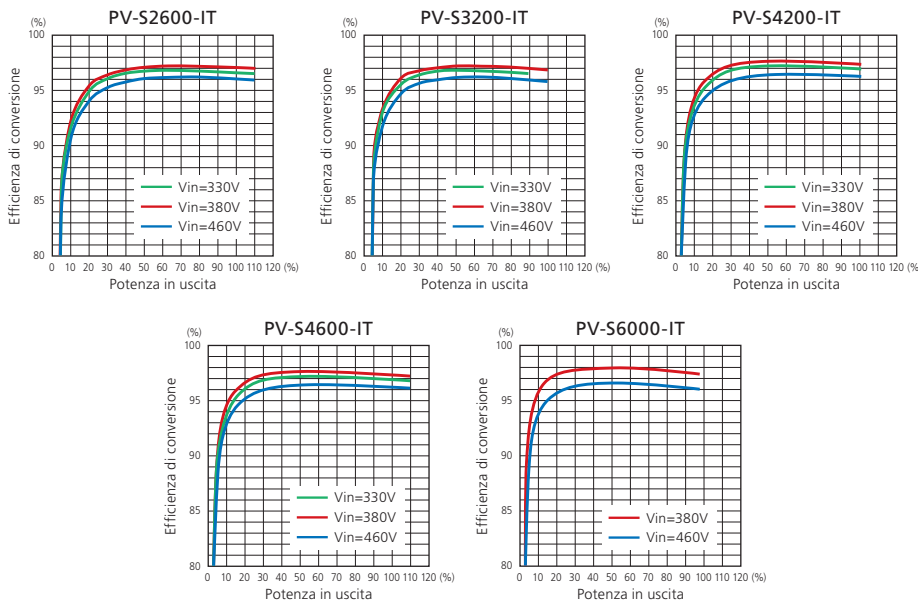 PV-S2600-IT
(%)
100
95
90
85
80
Efficienza di conversione
Vin=330V
Vin=380V
Vin=460V
0 10 20 30 40 50 60 70 80 90 100 110 120 (%)
Potenza in uscita
PV-S3200-IT
(%)
100
95
90
85
80
Efficienza di conversione
Vin=330V
Vin=380V
Vin=460V
0 10 20 30 40 50 60 70 80 90 100 110 120 (%)
Potenza in uscita
PV-S4200-IT
(%)
100
95
90
85
80
Efficienza di conversione
Vin=330V
Vin=380V
Vin=460V
0 10 20 30 40 50 60 70 80 90 100 110 120 (%)
Potenza in uscita
PV-S4600-IT
(%)
100
95
90
85
80
Efficienza di conversione
Vin=330V
Vin=380V
Vin=460V
0 10 20 30 40 50 60 70 80 90 100 110 120 (%)
Potenza in uscita
PV-S6000-IT
(%)
100
95
90
85
80
Efficienza di conversione
Vin=380V
Vin=460V
0 10 20 30 40 50 60 70 80 90 100 110 120 (%)
Potenza in uscita